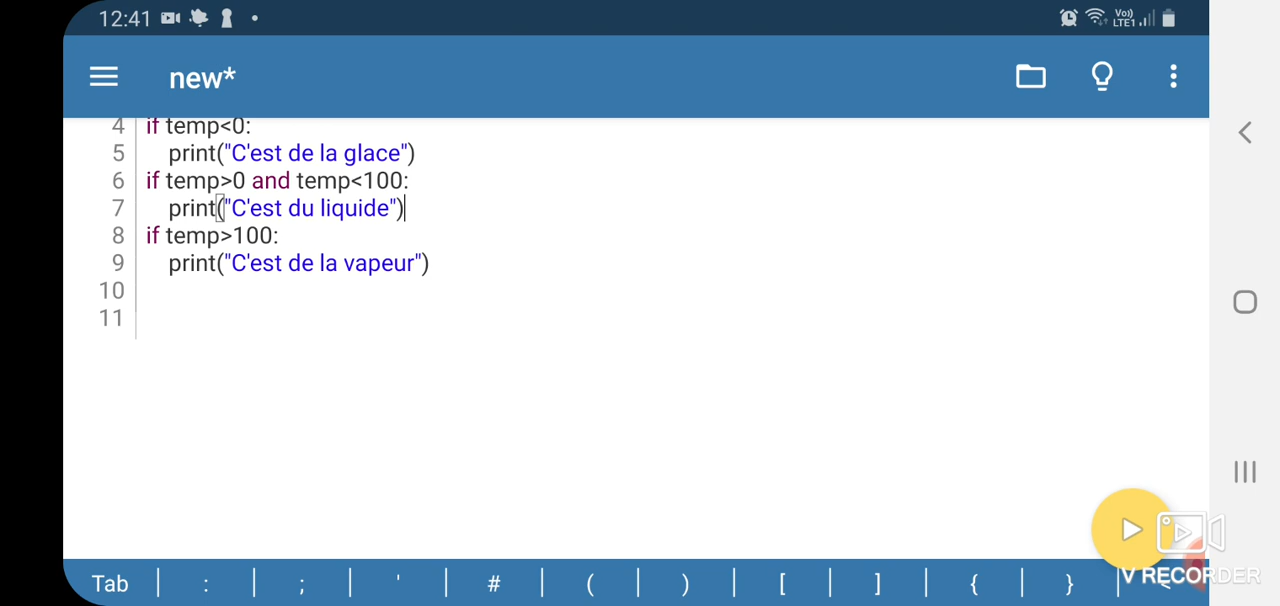 12:41 Vo)) LTE1
new*
4 if temp<0:
5 print("C'est de la glace")
6 if temp>0 and temp<100:
7 print("C'est du liquide")
8 if temp>100:
9 print("C'est de la vapeur")
10
11
Tab | : | ; | ' | # | ( | ) | [ | ] | { | } |
V RECORDER